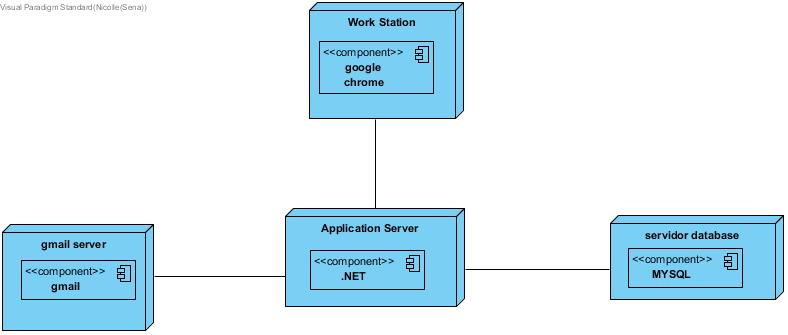 Visual Paradigm Standard(Nicolle(Sena))
Work Station
<<component>>
google
chrome
Application Server
<<component>>
.NET
gmail server
<<component>>
gmail
servidor database
<<component>>
MYSQL